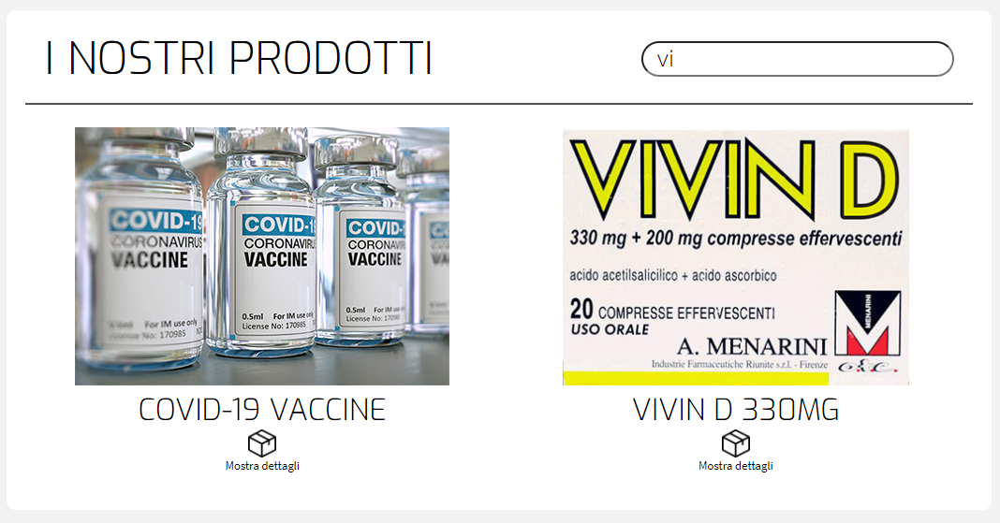 I NOSTRI PRODOTTI
vi
COVID-19
CORONAVIRUS
VACCINE
For IM use only
License No: 170985
COVID-19
CORONAVIRUS
VACCINE
0.5ml For IM use only
License No: 170985
COVID-1
CORONAVIR
VACCINE
0.5ml For IM use
License No: 170985
VIVIN D
330 mg + 200 mg compresse effervescenti
acido acetilsalicilico + acido ascorbico
20 COMPRESSE EFFERVESCENTI
USO ORALE
A. MENARINI
Industrie Farmaceutiche Riunite s.r.l. - Firenze
MENARINI
COVID-19 VACCINE
VIVIN D 330MG
Mostra dettagli
Mostra dettagli